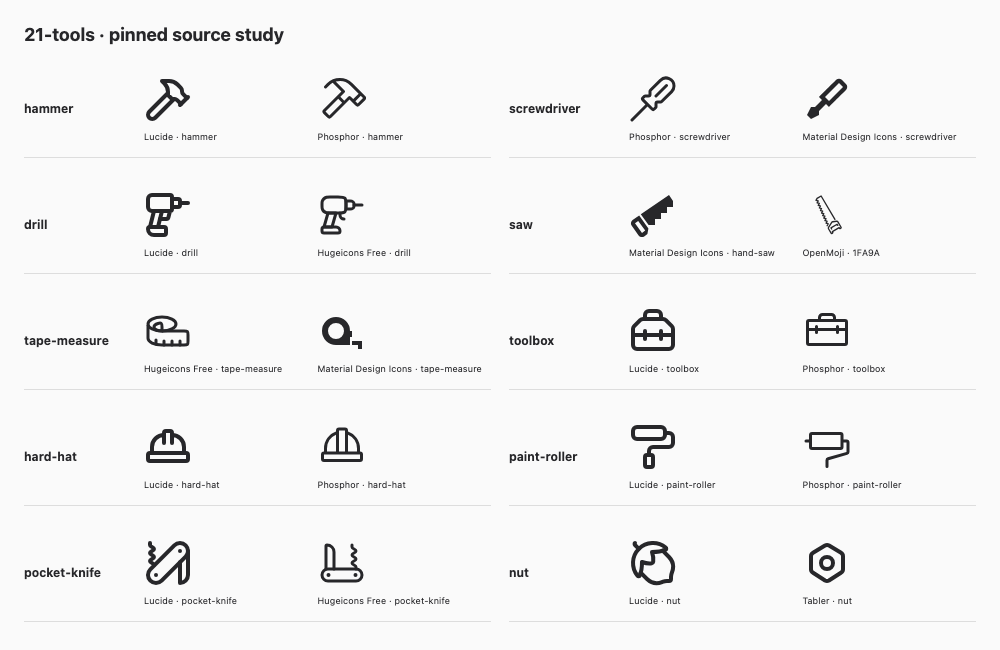 21-tools · pinned source study
hammer
Lucide · hammer
Phosphor · hammer
screwdriver
Phosphor · screwdriver
Material Design Icons · screwdriver
drill
Lucide · drill
Hugeicons Free · drill
saw
Material Design Icons · hand-saw
OpenMoji · 1FA9A
tape-measure
Hugeicons Free · tape-measure
Material Design Icons · tape-measure
toolbox
Lucide · toolbox
Phosphor · toolbox
hard-hat
Lucide · hard-hat
Phosphor · hard-hat
paint-roller
Lucide · paint-roller
Phosphor · paint-roller
pocket-knife
Lucide · pocket-knife
Hugeicons Free · pocket-knife
nut
Lucide · nut
Tabler · nut